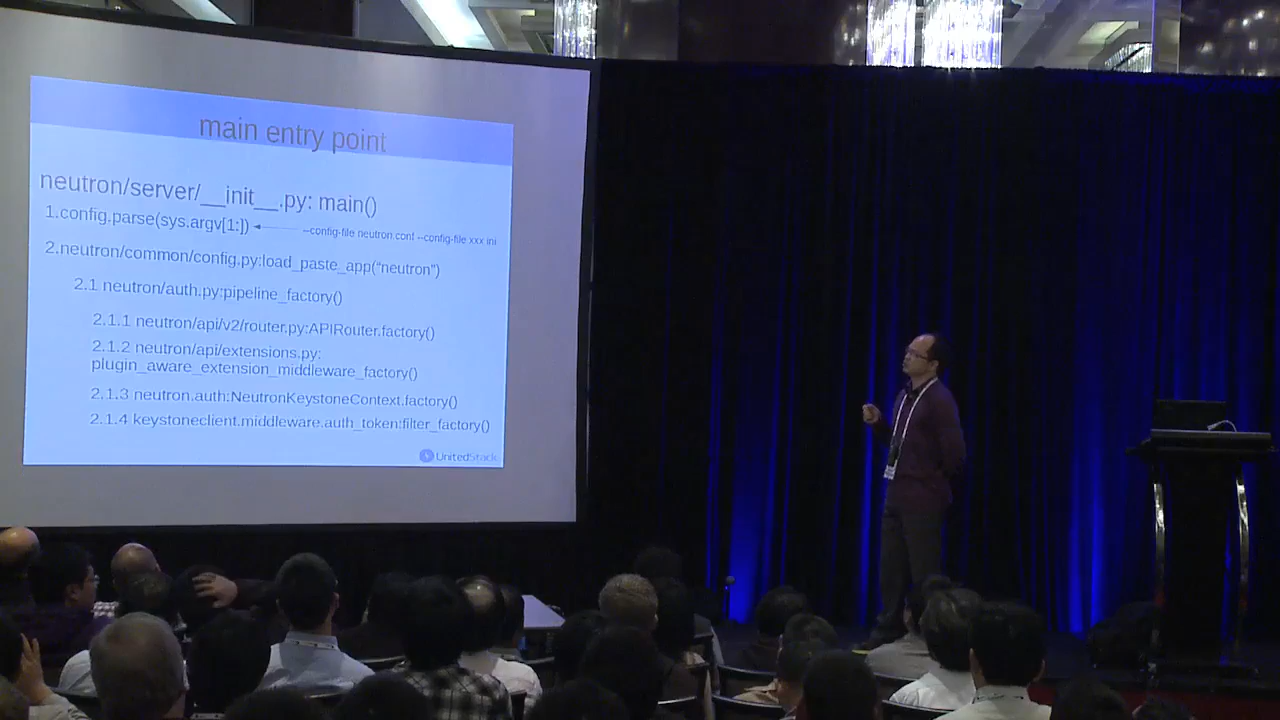 main entry point
neutron/server/__init__.py: main()
1.config.parse(sys.argv[1:])
--config-file neutron.conf --config-file xxx.ini
2.neutron/common/config.py:load_paste_app("neutron")
2.1 neutron/auth.py:pipeline_factory()
2.1.1 neutron/api/v2/router.py:APIRouter.factory()
2.1.2 neutron/api/extensions.py:
plugin_aware_extension_middleware_factory()
2.1.3 neutron.auth:NeutronKeystoneContext.factory()
2.1.4 keystoneclient.middleware.auth_token:filter_factory()
UnitedStack